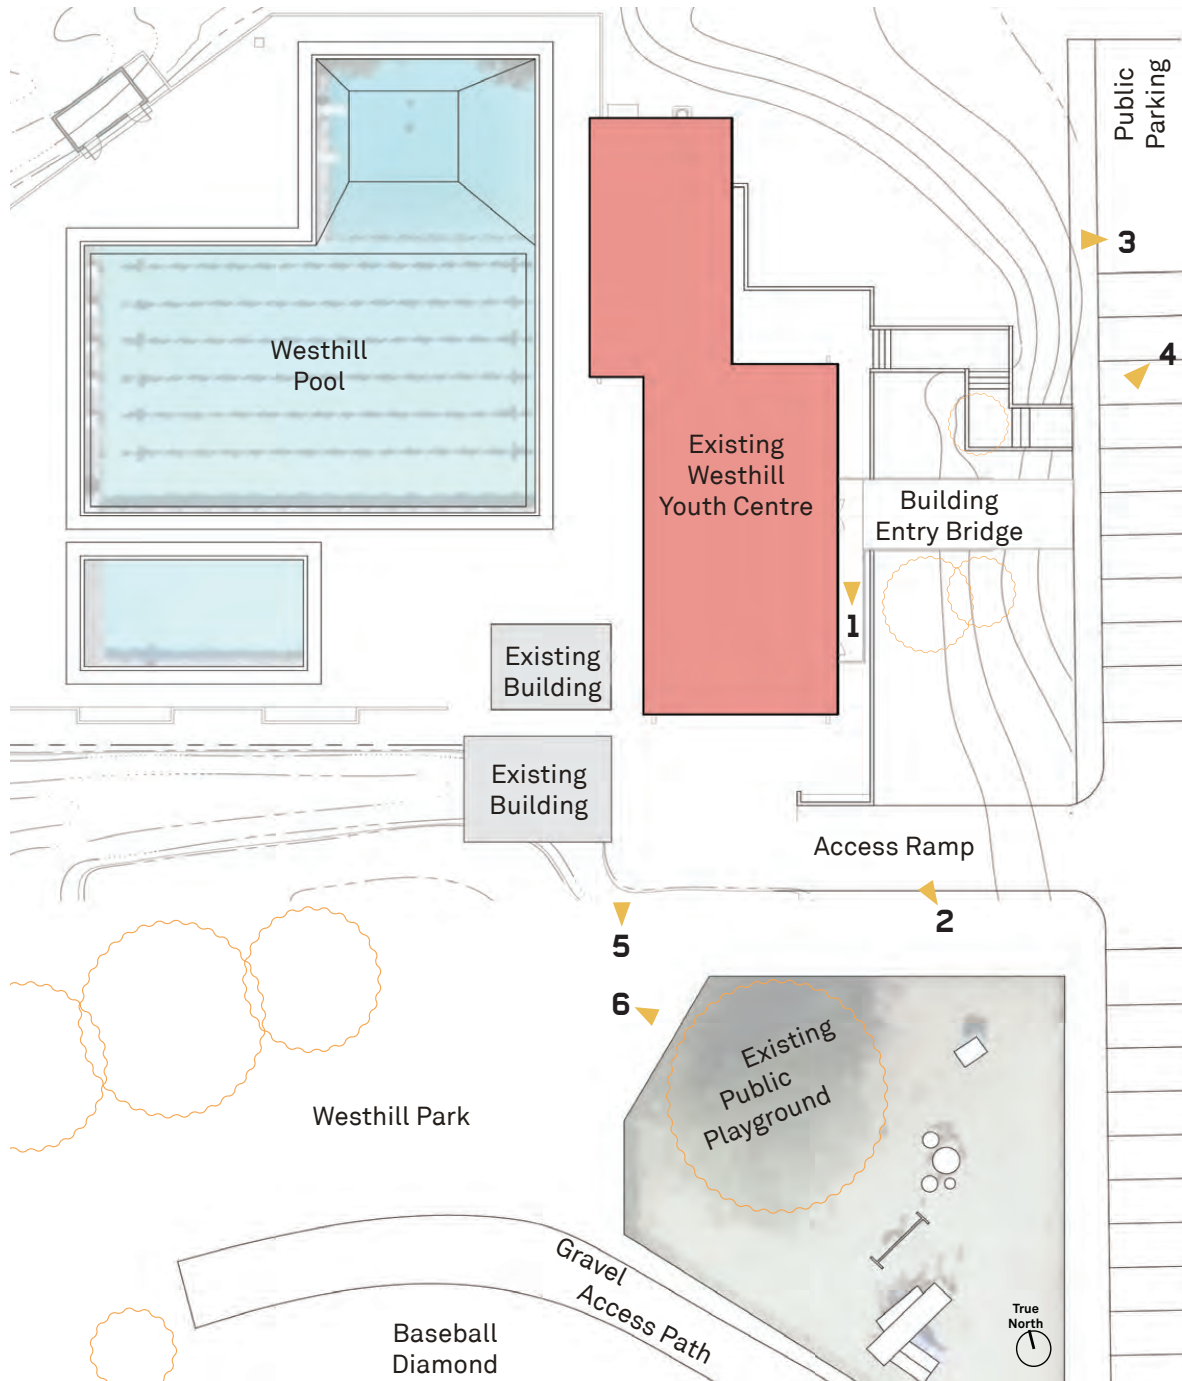 Public
Parking
3
4
Westhill
Pool
Existing
Westhill
Youth Centre
Building
Entry Bridge
1
Existing
Building
Existing
Building
Access Ramp
2
5
6
Existing
Public
Playground
Westhill Park
Gravel
Access Path
True
North
Baseball
Diamond